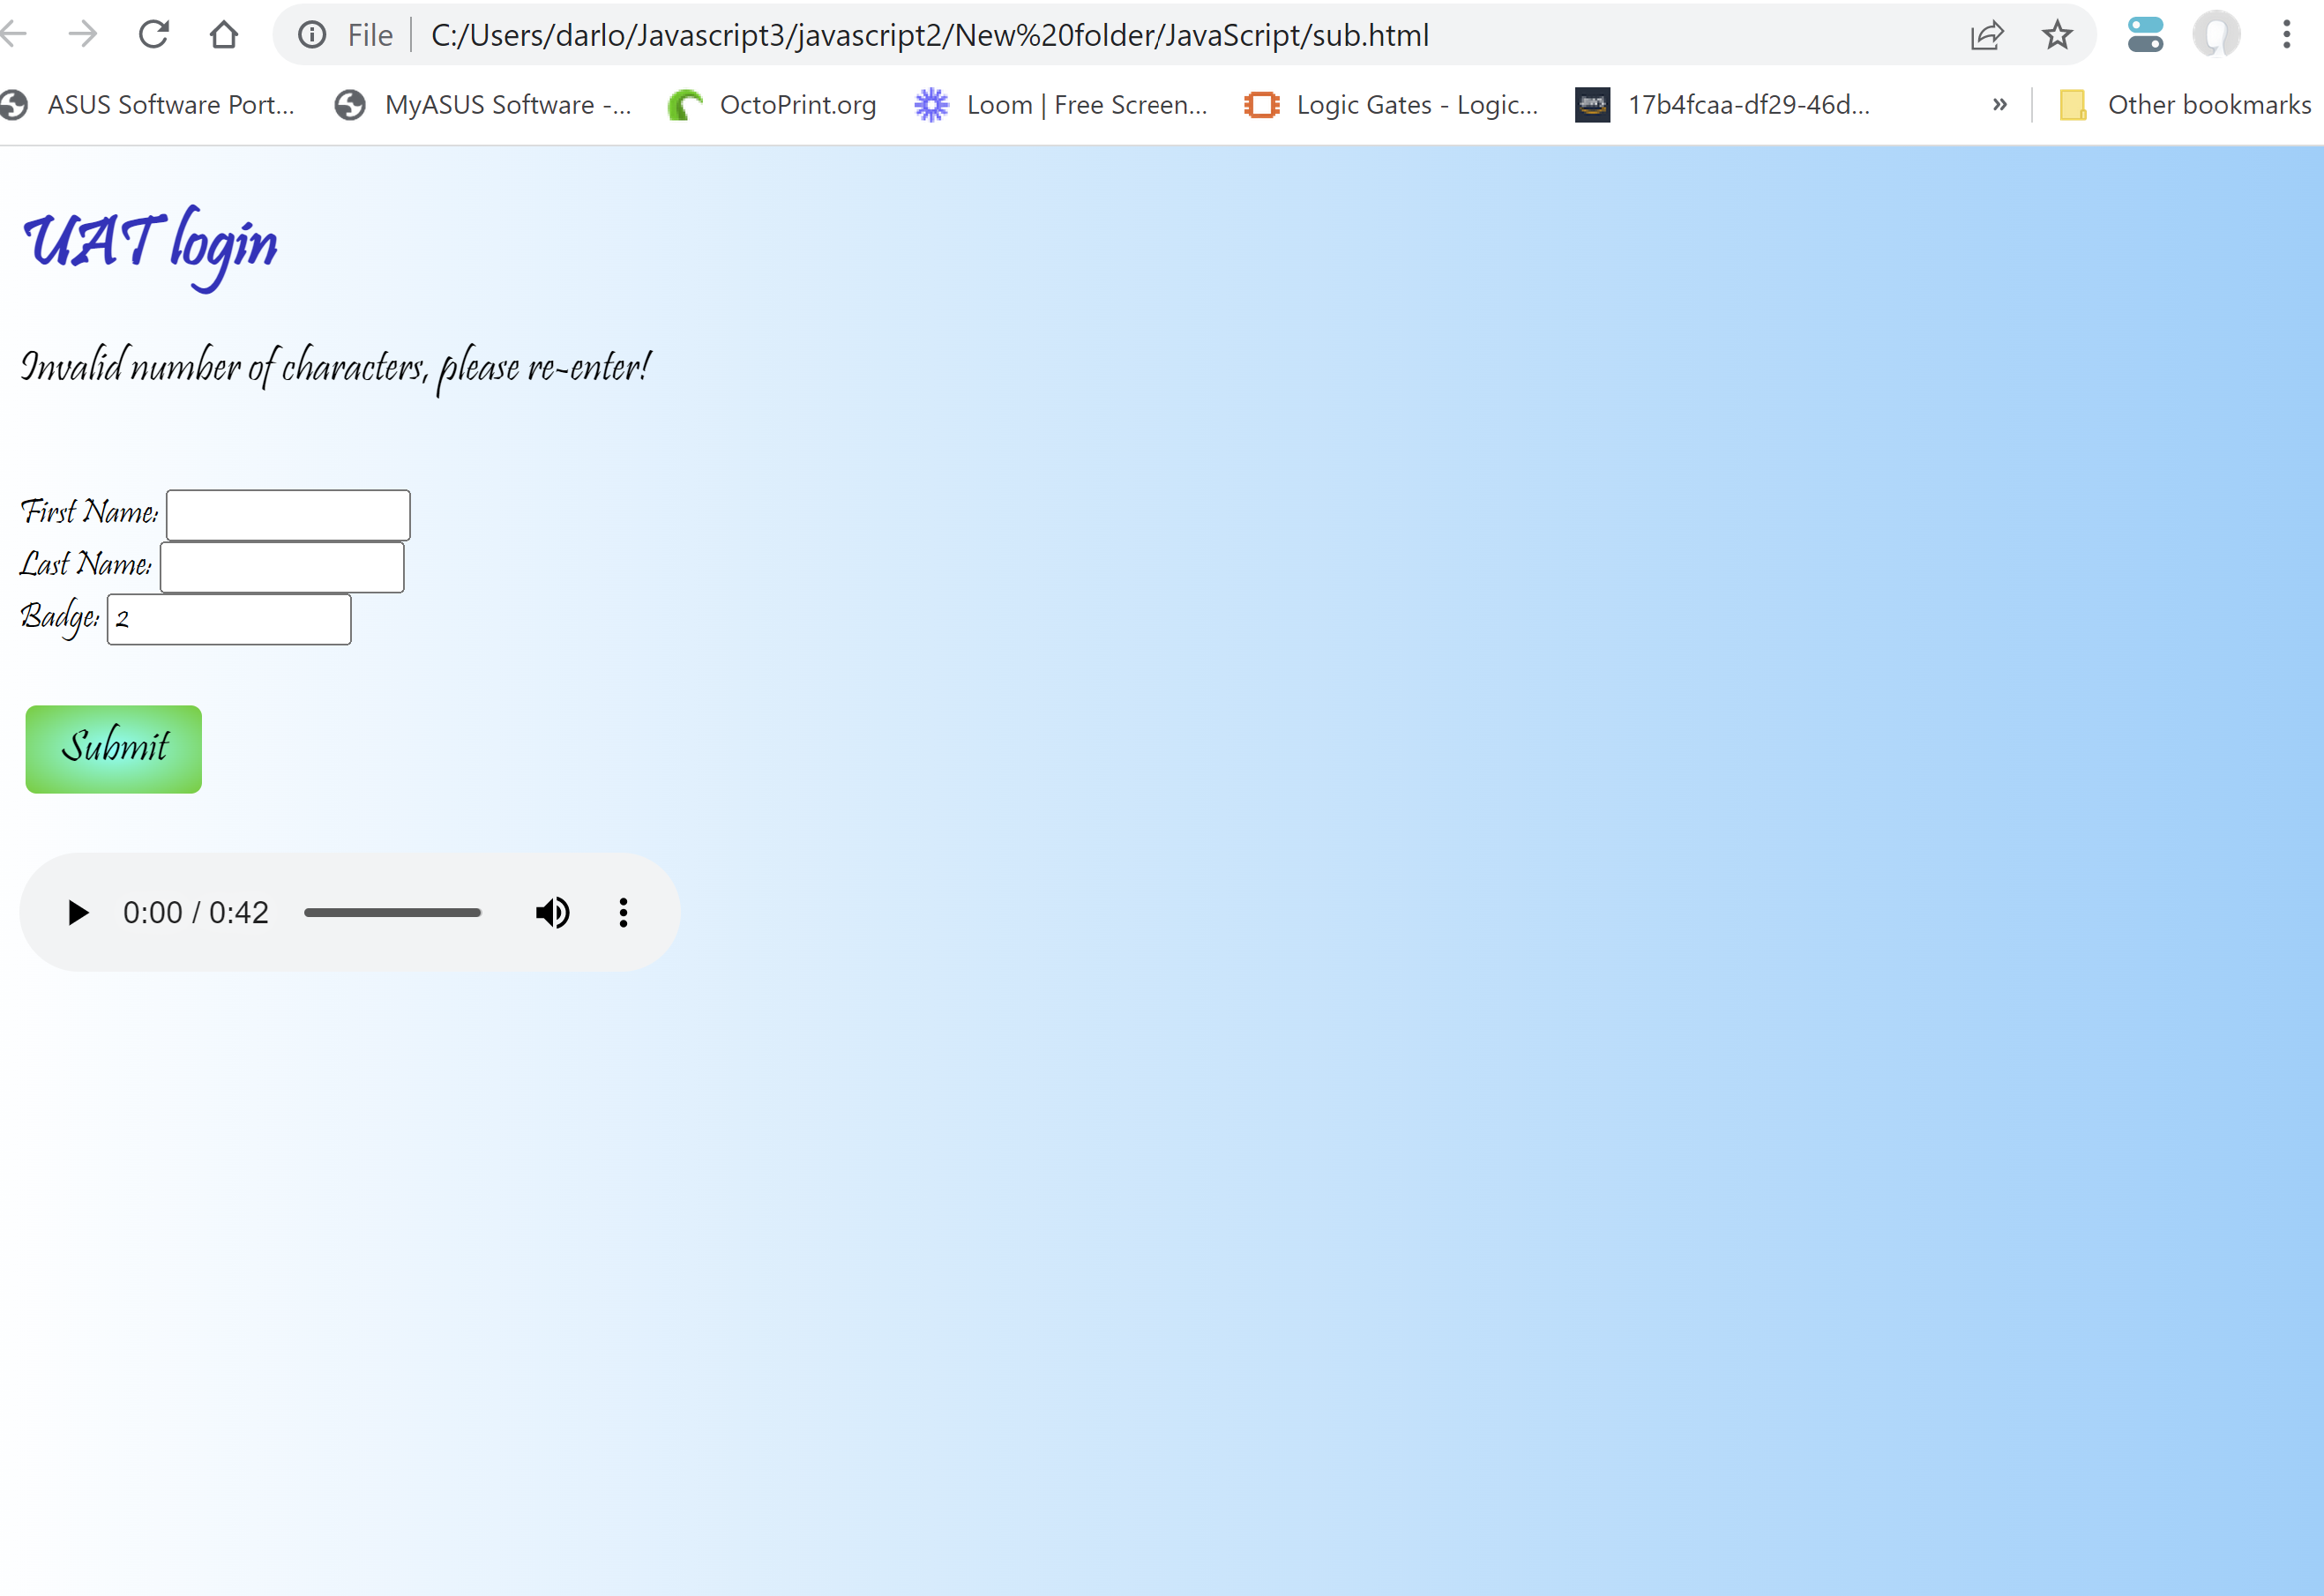 File C:/Users/darlo/Javascript3/javascript2/New%20folder/JavaScript/sub.html
ASUS Software Port... MyASUS Software -... OctoPrint.org Loom | Free Screen... Logic Gates - Logic... 17b4fcaa-df29-46d... » Other bookmarks
UAT login
Invalid number of characters, please re-enter!
First Name:
Last Name:
Badge: 2
Submit
0:00 / 0:42